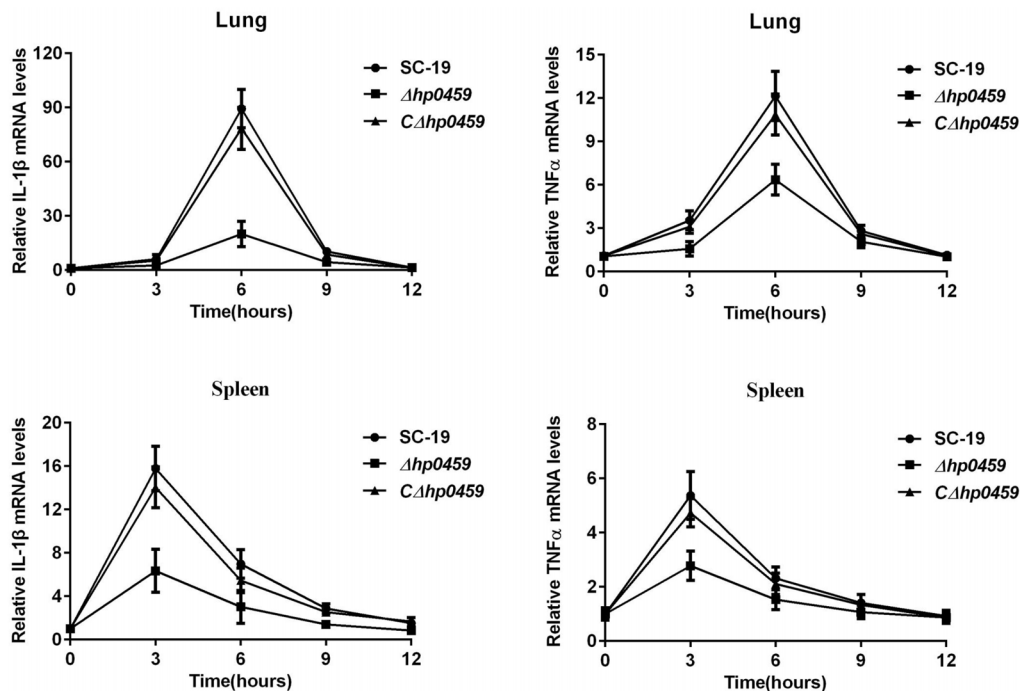 Lung
Relative IL-1β mRNA levels
120
90
60
30
0
0 3 6 9 12
Time(hours)
SC-19
Δhp0459
CΔhp0459
Lung
Relative TNFα mRNA levels
15
12
9
6
3
0
0 3 6 9 12
Time(hours)
SC-19
Δhp0459
CΔhp0459
Spleen
Relative IL-1β mRNA levels
20
16
12
8
4
0
0 3 6 9 12
Time(hours)
SC-19
Δhp0459
CΔhp0459
Spleen
Relative TNFα mRNA levels
8
6
4
2
0
0 3 6 9 12
Time(hours)
SC-19
Δhp0459
CΔhp0459